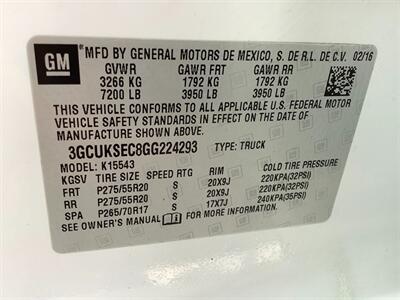 GM
MFD BY GENERAL MOTORS DE MEXICO, S. DE R.L. DE C.V. 02/16
GVWR GAWR FRT GAWR RR
3266 KG 1792 KG 1792 KG
7200 LB 3950 LB 3950 LB
THIS VEHICLE CONFORMS TO ALL APPLICABLE U.S. FEDERAL MOTOR
VEHICLE SAFETY STANDARDS IN EFFECT ON THE DATE OF
MANUFACTURE SHOWN ABOVE.
3GCUKSEC8GG224293 TYPE: TRUCK
MODEL: K15543
KGSV TIRE SIZE SPEED RTG RIM COLD TIRE PRESSURE
FRT P275/55R20 S 20X9J 220KPA(32PSI)
RR P275/55R20 S 20X9J 220KPA(32PSI)
SPA P265/70R17 S 17X7J 240KPA(35PSI)
SEE OWNER'S MANUAL FOR MORE INFORMATION.